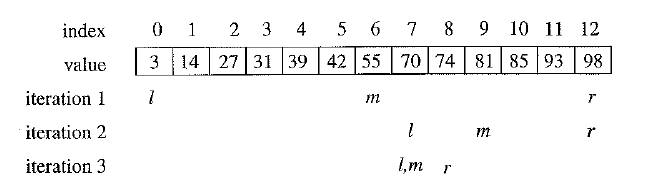 index 0 1 2 3 4 5 6 7 8 9 10 11 12
value 3 14 27 31 39 42 55 70 74 81 85 93 98
iteration 1 l m r
iteration 2 l m r
iteration 3 l,m r